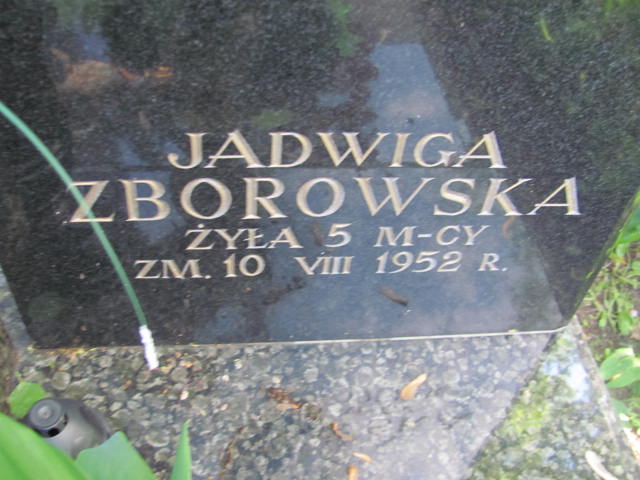 JADWIGA
ZBOROWSKA
ŻYŁA 5 M-CY
ZM. 10 VIII 1952 R.